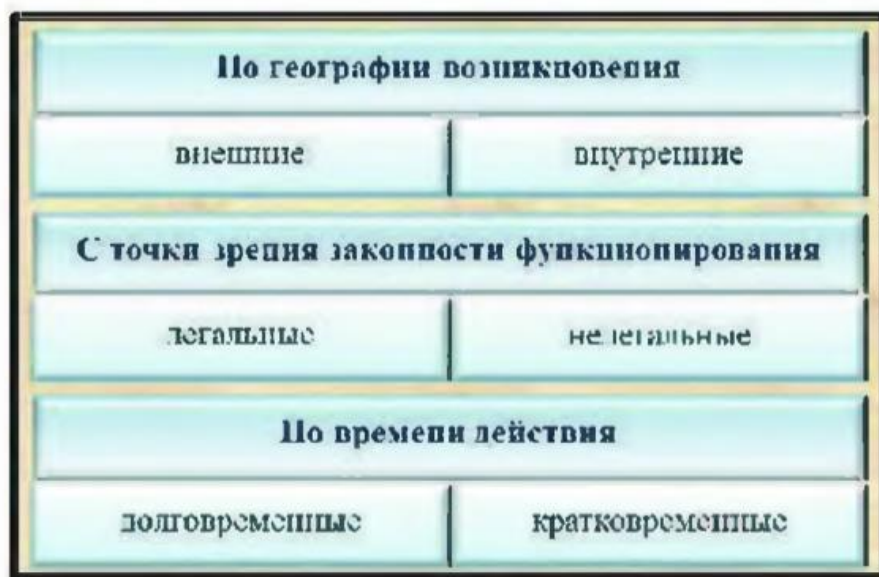 По географии возникновения
внешние
внутренние
С точки зрения законности функционирования
легальные
нелегальные
По времени действия
долговременные
кратковременные